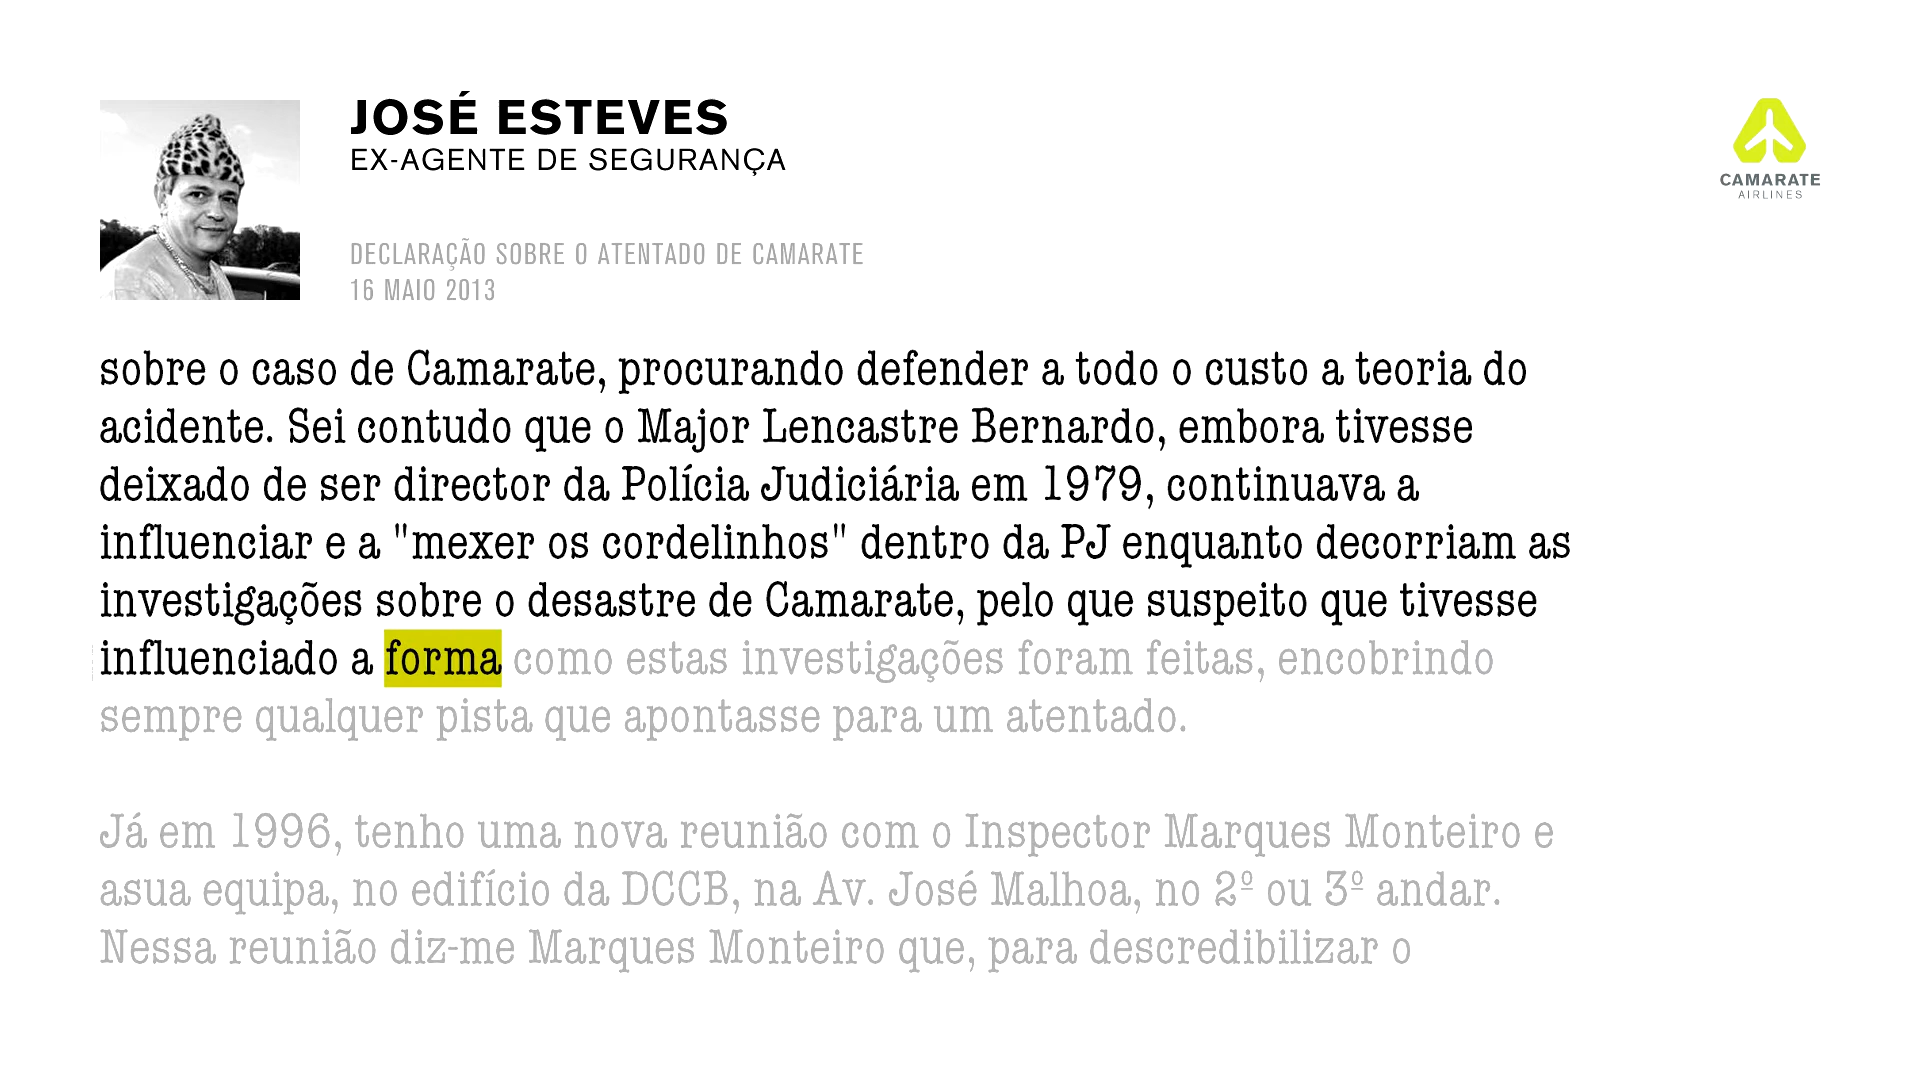 JOSÉ ESTEVES
EX-AGENTE DE SEGURANÇA
CAMARATE
AIRLINES
DECLARAÇÃO SOBRE O ATENTADO DE CAMARATE
16 MAIO 2013
sobre o caso de Camarate, procurando defender a todo o custo a teoria do
acidente. Sei contudo que o Major Lencastre Bernardo, embora tivesse
deixado de ser director da Polícia Judiciária em 1979, continuava a
influenciar e a "mexer os cordelinhos" dentro da PJ enquanto decorriam as
investigações sobre o desastre de Camarate, pelo que suspeito que tivesse
influenciado a forma como estas investigações foram feitas, encobrindo
sempre qualquer pista que apontasse para um atentado.
Já em 1996, tenho uma nova reunião com o Inspector Marques Monteiro e
asua equipa, no edifício da DCCB, na Av. José Malhoa, no 2º ou 3º andar.
Nessa reunião diz-me Marques Monteiro que, para descredibilizar o